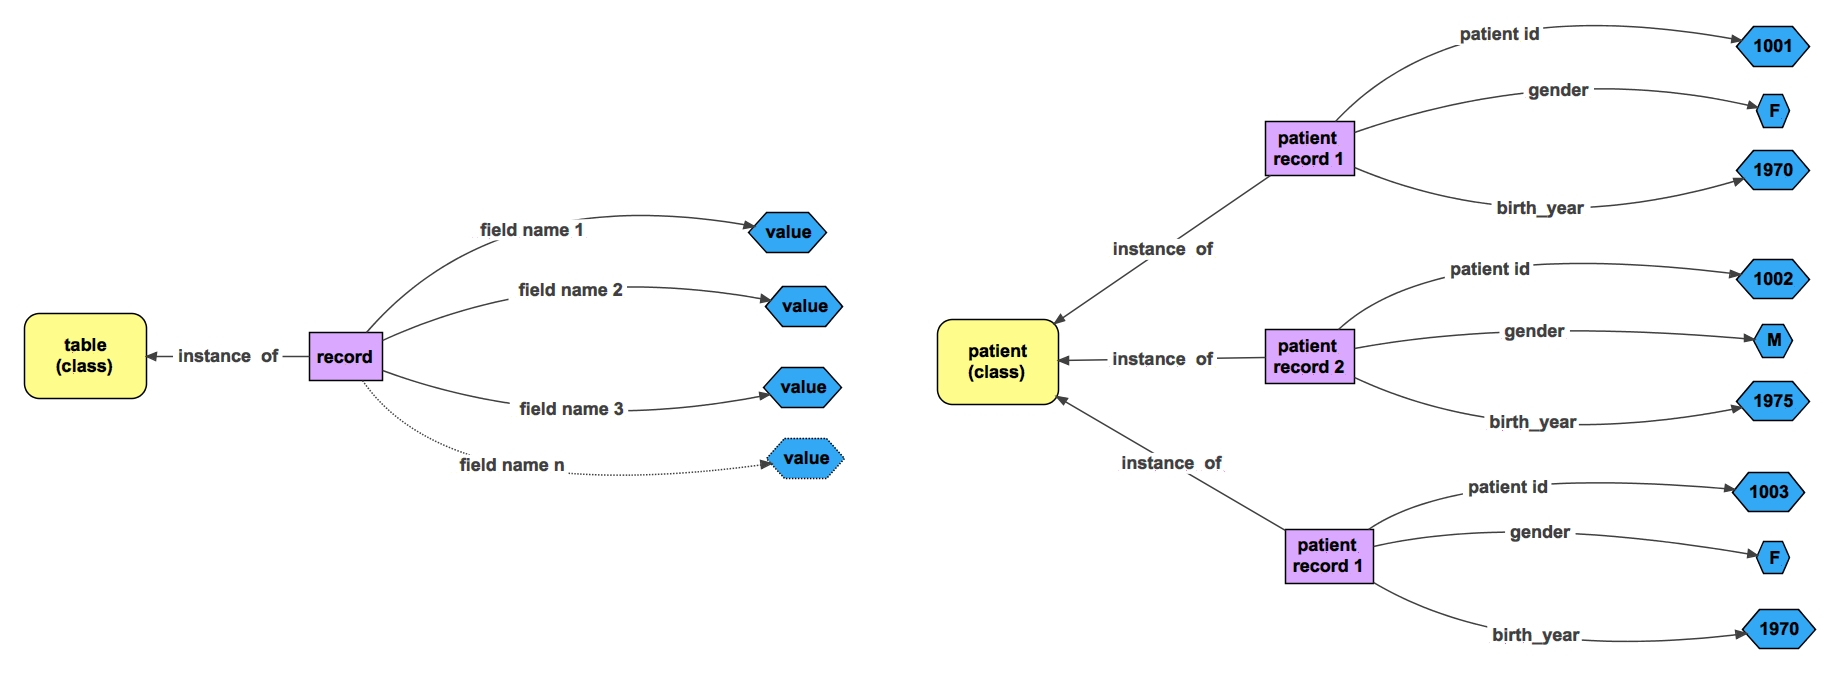 field name 1
value
field name 2
value
table
(class)
instance of
record
field name 3
value
field name n
value
patient id
1001
gender
F
patient
record 1
1970
birth_year
instance of
patient id
1002
gender
M
patient
(class)
instance of
patient
record 2
1975
birth_year
instance of
patient id
1003
gender
F
patient
record 1
birth_year
1970